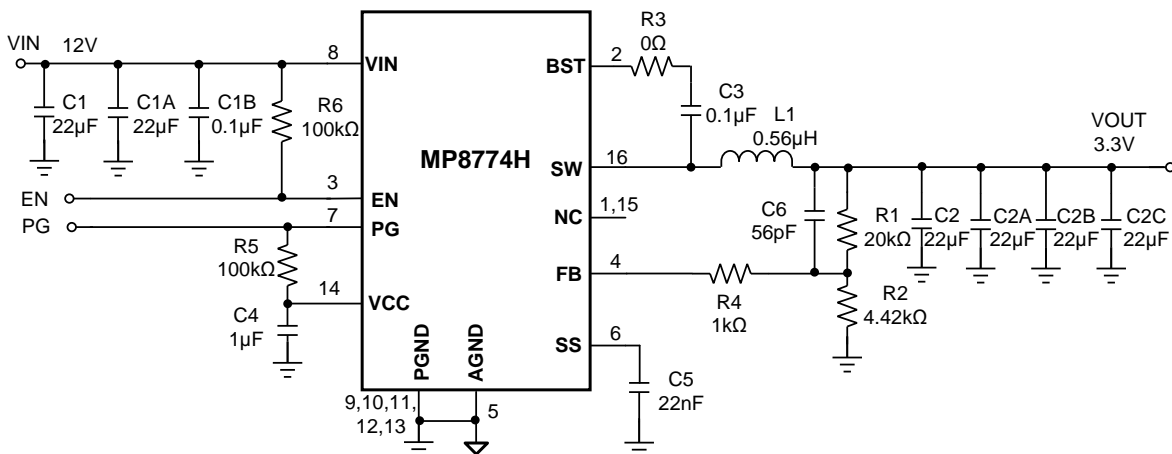 VIN 12V
8
VIN
C1
22µF
C1A
22µF
C1B
0.1µF
R6
100kΩ
EN
3
EN
PG
7
PG
R5
100kΩ
14
VCC
C4
1µF
MP8774H
PGND
AGND
9,10,11,
12,13
5
BST
2
R3
0Ω
C3
0.1µF
L1
0.56µH
SW
16
NC
1,15
FB
4
R4
1kΩ
C6
56pF
R1
20kΩ
R2
4.42kΩ
SS
6
C5
22nF
C2
22µF
C2A
22µF
C2B
22µF
C2C
22µF
VOUT
3.3V